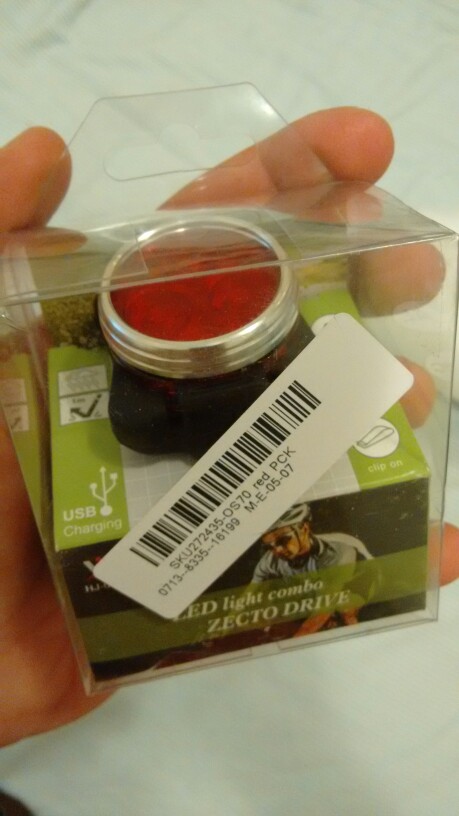 USB
Charging
clip on
SKU272435-OS70 red PCK
0713--8335--16199 M-E-05-07
LED light combo
ZECTO DRIVE